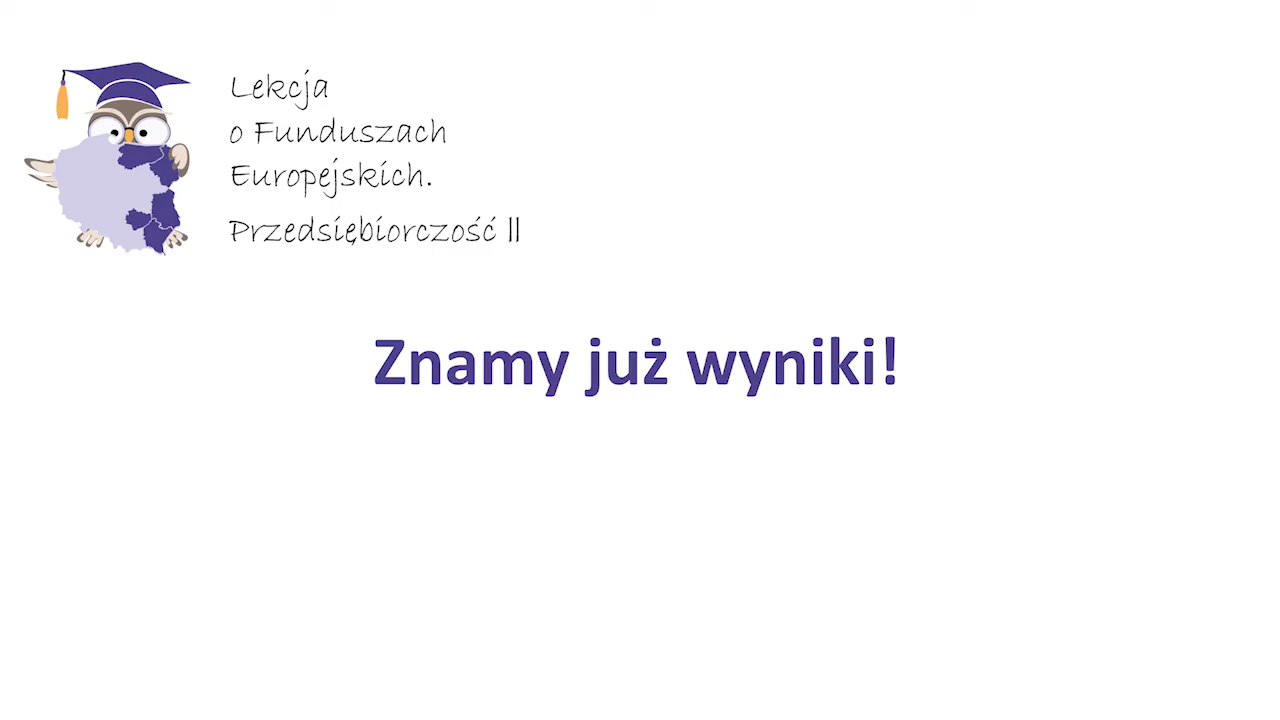 Lekcja
o Funduszach
Europejskich.
Przedsiębiorczość II
Znamy już wyniki!